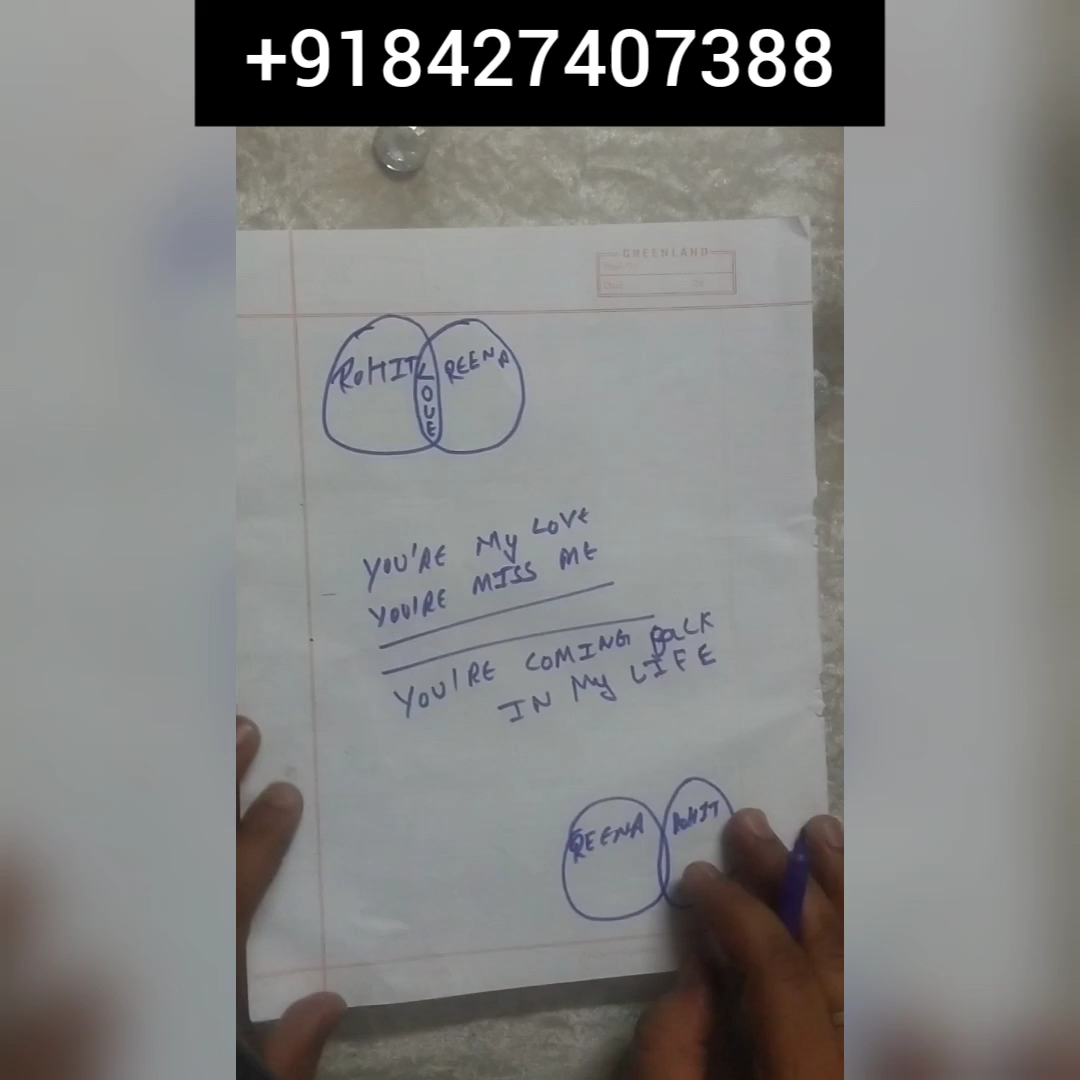 +918427407388
GREENLAND
ROHIT LOVE REENA
YOU'RE My LOVE
YOU'RE MISS ME
YOU'RE COMING BaCK
IN My LIFE
REENA ROHIT